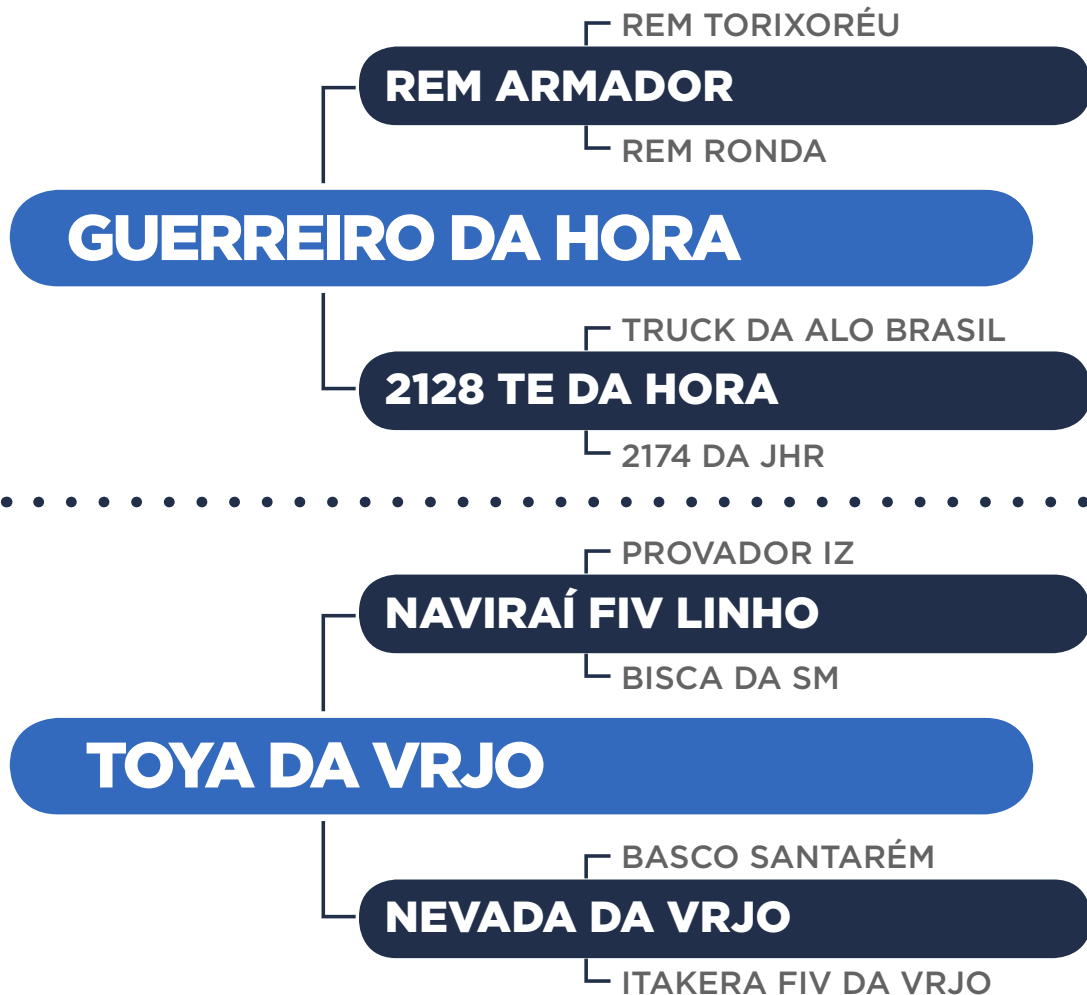 REM TORIXORÉU
REM ARMADOR
REM RONDA
GUERREIRO DA HORA
TRUCK DA ALO BRASIL
2128 TE DA HORA
2174 DA JHR
PROVADOR IZ
NAVIRAÍ FIV LINHO
BISCA DA SM
TOYA DA VRJO
BASCO SANTARÉM
NEVADA DA VRJO
ITAKERA FIV DA VRJO